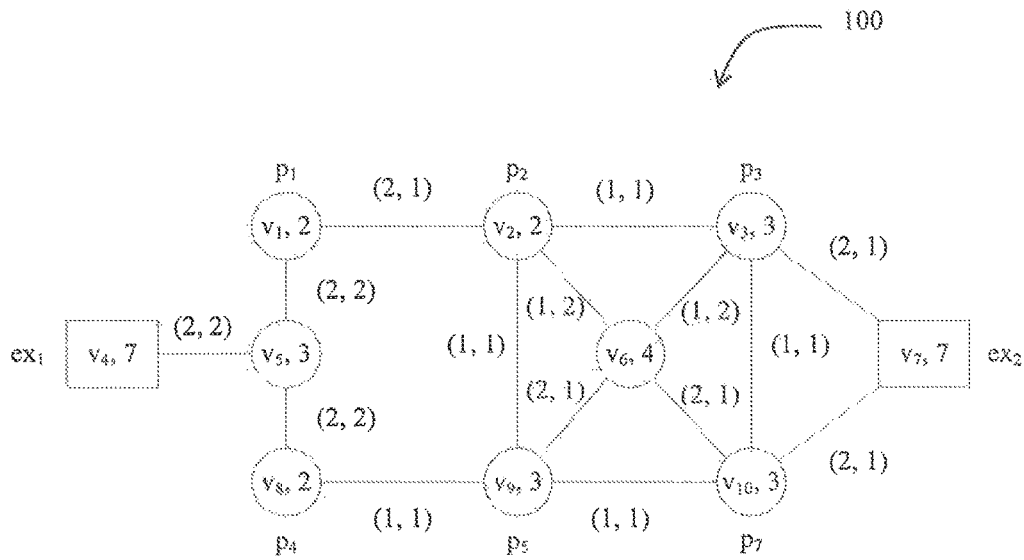 100
p₁ p₂ p₃
(2, 1) (1, 1)
v₁, 2 v₂, 2 v₃, 3
(2, 1)
(2, 2)
(1, 2) (1, 2)
(2, 2)
ex₁ v₄, 7 v₅, 3 (1, 1) v₆, 4 (1, 1) v₇, 7 ex₂
(2, 1) (2, 1)
(2, 2)
(2, 1)
v₈, 2 v₉, 3 v₁₀, 3
(1, 1) (1, 1)
p₄ p₅ p₇